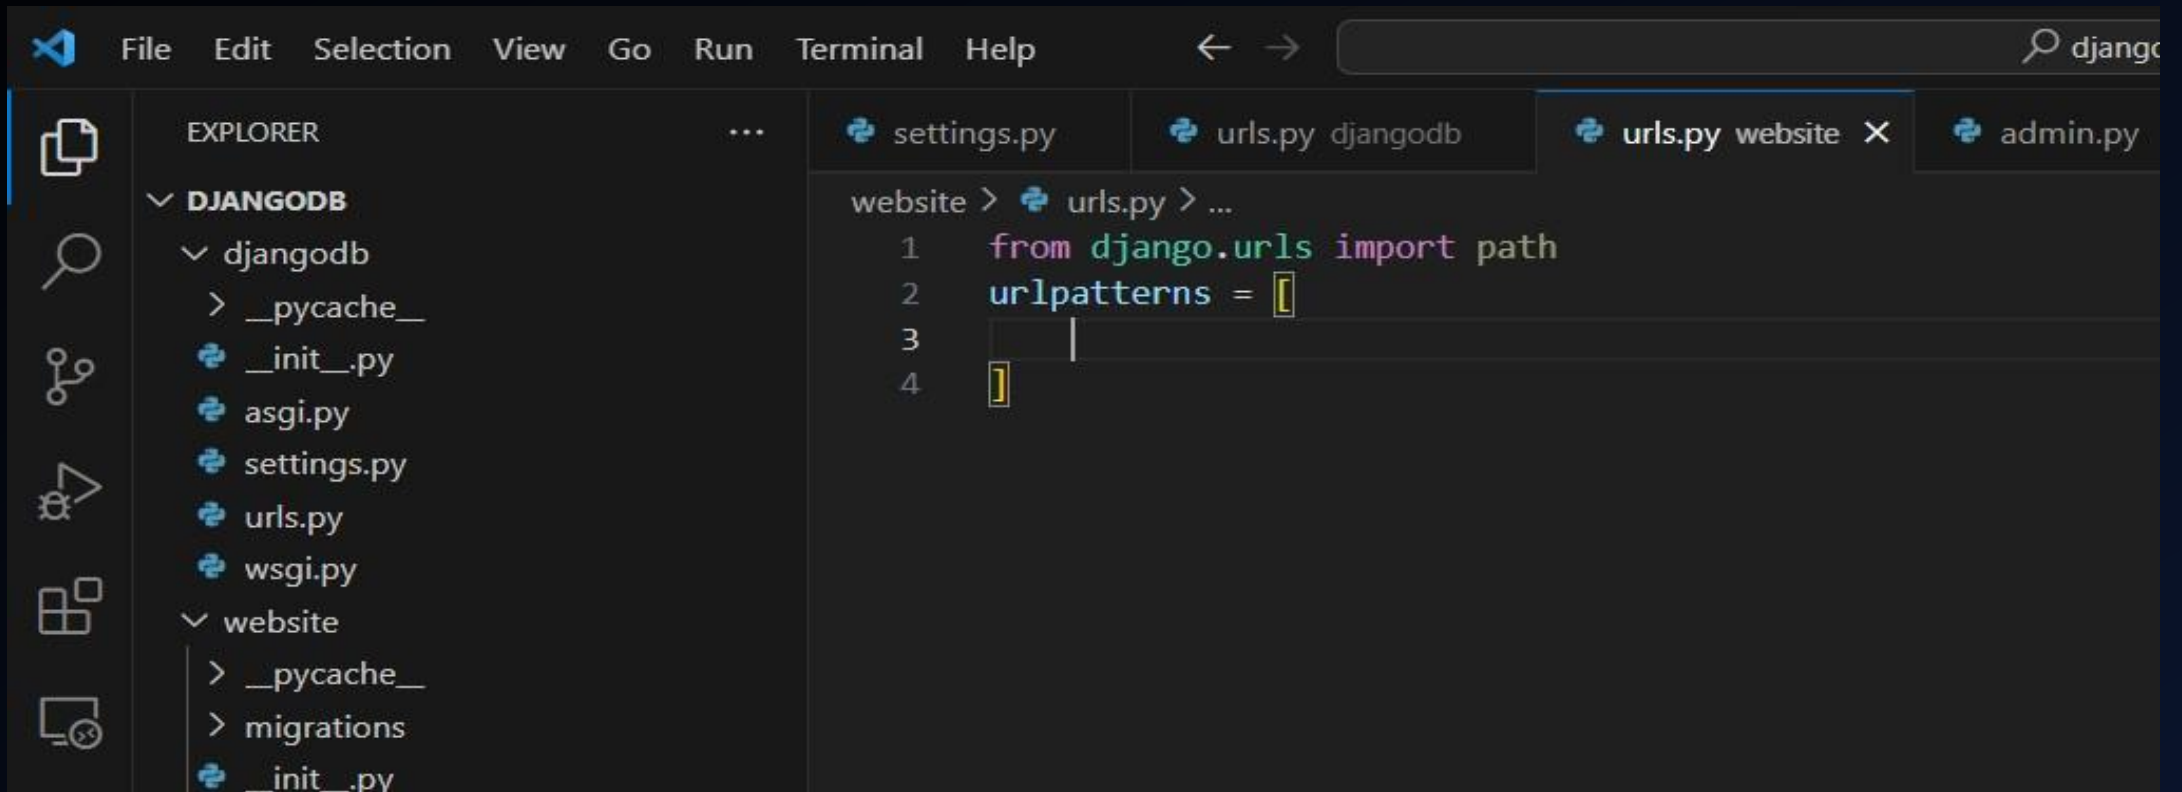 File Edit Selection View Go Run Terminal Help
EXPLORER ...
DJANGODB
djangodb
__pycache__
__init__.py
asgi.py
settings.py
urls.py
wsgi.py
website
__pycache__
migrations
__init__.py
settings.py urls.py djangodb urls.py website admin.py
website > urls.py > ...
1 from django.urls import path
2 urlpatterns = [
3
4 ]